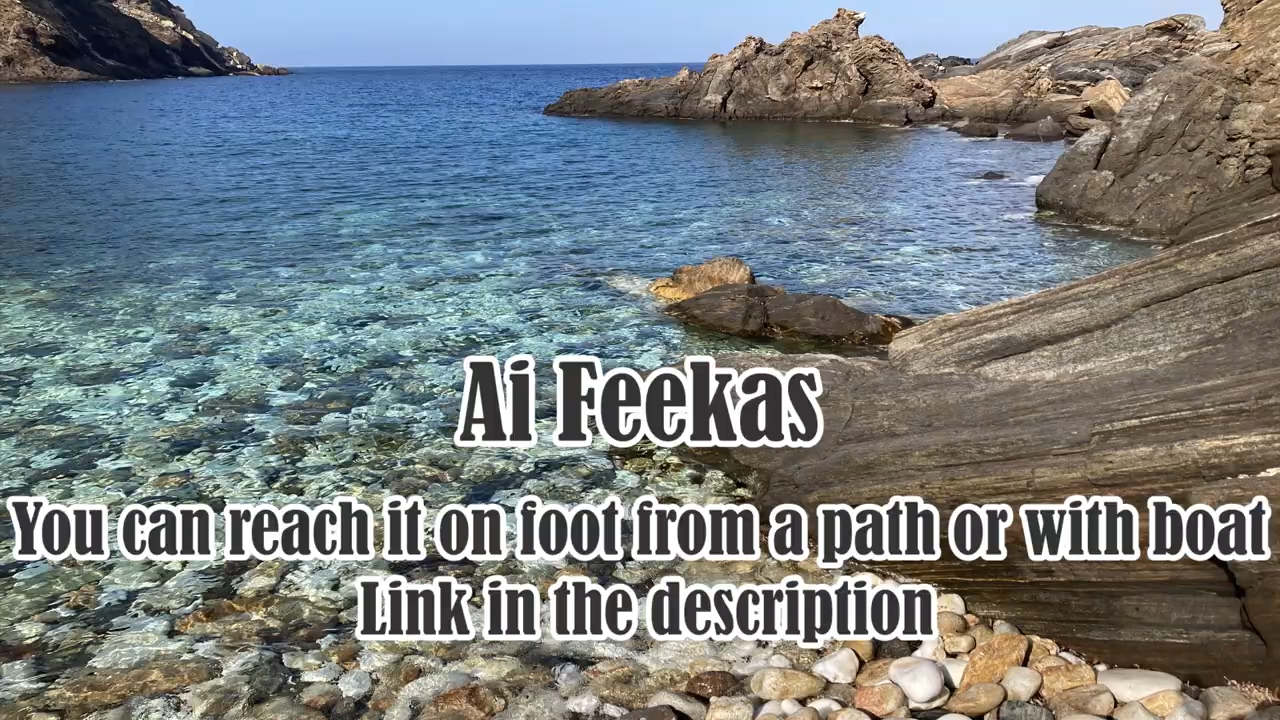 Ai Feekas
You can reach it on foot from a path or with boat
Link in the description